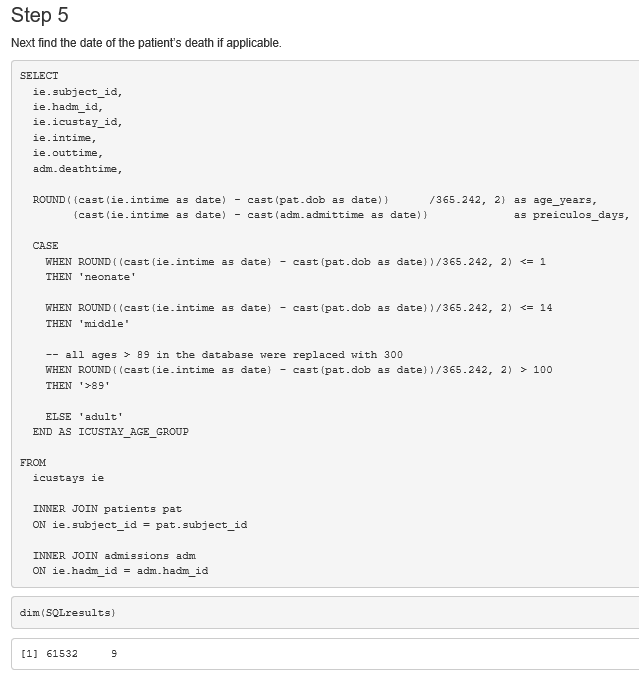 Step 5
Next find the date of the patient's death if applicable.
SELECT
ie.subject_id,
ie.hadm_id,
ie.icustay_id,
ie.intime,
ie.outtime,
adm.deathtime,
ROUND((cast(ie.intime as date) - cast(pat.dob as date)) /365.242, 2) as age_years,
(cast(ie.intime as date) - cast(adm.admittime as date)) as preiculos_days,
CASE
WHEN ROUND((cast(ie.intime as date) - cast(pat.dob as date))/365.242, 2) <= 1
THEN 'neonate'
WHEN ROUND((cast(ie.intime as date) - cast(pat.dob as date))/365.242, 2) <= 14
THEN 'middle'
-- all ages > 89 in the database were replaced with 300
WHEN ROUND((cast(ie.intime as date) - cast(pat.dob as date))/365.242, 2) > 100
THEN '>89'
ELSE 'adult'
END AS ICUSTAY_AGE_GROUP
FROM
icustays ie
INNER JOIN patients pat
ON ie.subject_id = pat.subject_id
INNER JOIN admissions adm
ON ie.hadm_id = adm.hadm_id
dim(SQLresults)
[1] 61532 9